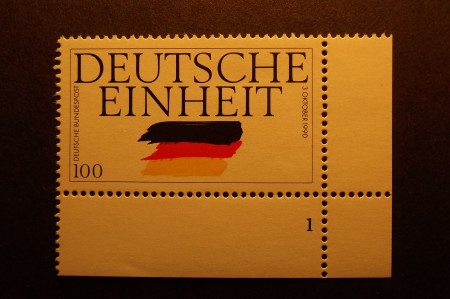 DEUTSCHE
EINHEIT
DEUTSCHE BUNDESPOST
3. OKTOBER 1990
100
1